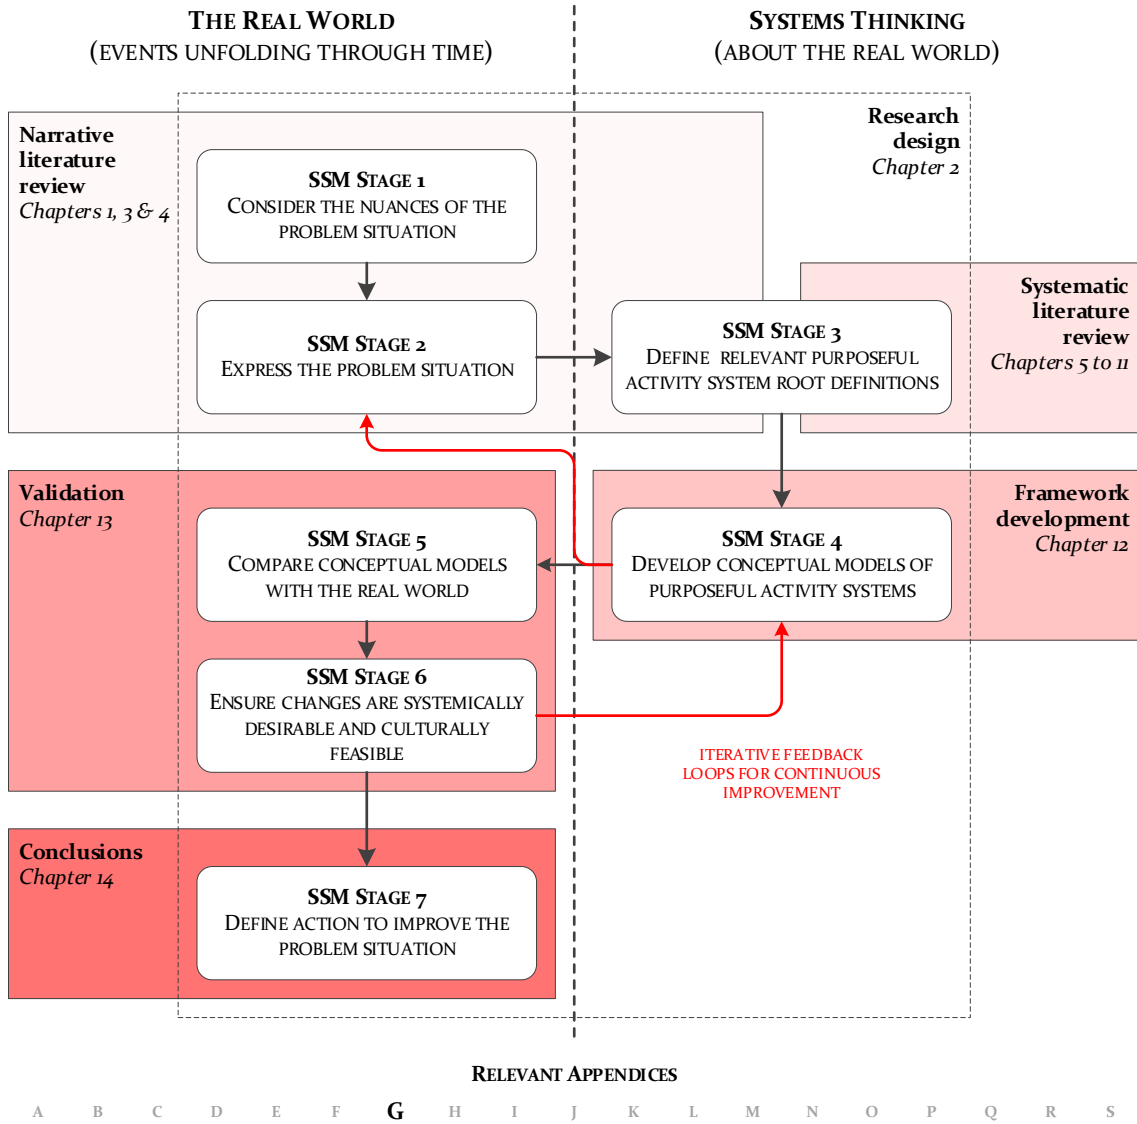 THE REAL WORLD
(EVENTS UNFOLDING THROUGH TIME)
SYSTEMS THINKING
(ABOUT THE REAL WORLD)
Narrative
literature
review
Chapters 1, 3 & 4
Research
design
Chapter 2
SSM STAGE 1
CONSIDER THE NUANCES OF THE
PROBLEM SITUATION
SSM STAGE 2
EXPRESS THE PROBLEM SITUATION
SSM STAGE 3
DEFINE RELEVANT PURPOSEFUL
ACTIVITY SYSTEM ROOT DEFINITIONS
Systematic
literature
review
Chapters 5 to 11
Validation
Chapter 13
SSM STAGE 5
COMPARE CONCEPTUAL MODELS
WITH THE REAL WORLD
SSM STAGE 4
DEVELOP CONCEPTUAL MODELS OF
PURPOSEFUL ACTIVITY SYSTEMS
Framework
development
Chapter 12
SSM STAGE 6
ENSURE CHANGES ARE SYSTEMICALLY
DESIRABLE AND CULTURALLY
FEASIBLE
ITERATIVE FEEDBACK
LOOPS FOR CONTINUOUS
IMPROVEMENT
Conclusions
Chapter 14
SSM STAGE 7
DEFINE ACTION TO IMPROVE THE
PROBLEM SITUATION
RELEVANT APPENDICES
A B C D E F G H I J K L M N O P Q R S